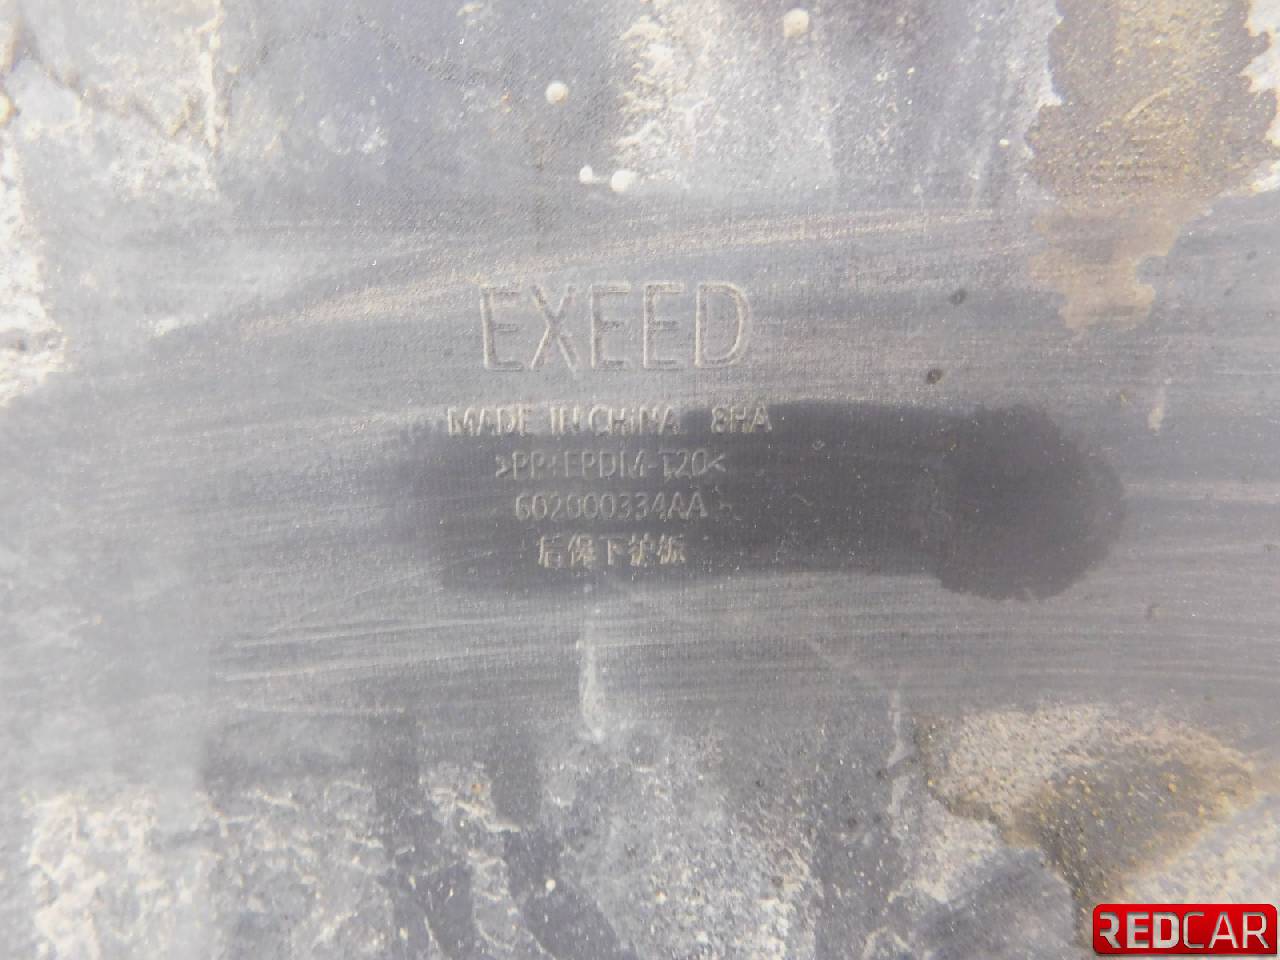 EXEED
MADE IN CHINA 8HA
>PP+EPDM-T20<
602000334AA
后保下护板
REDCAR